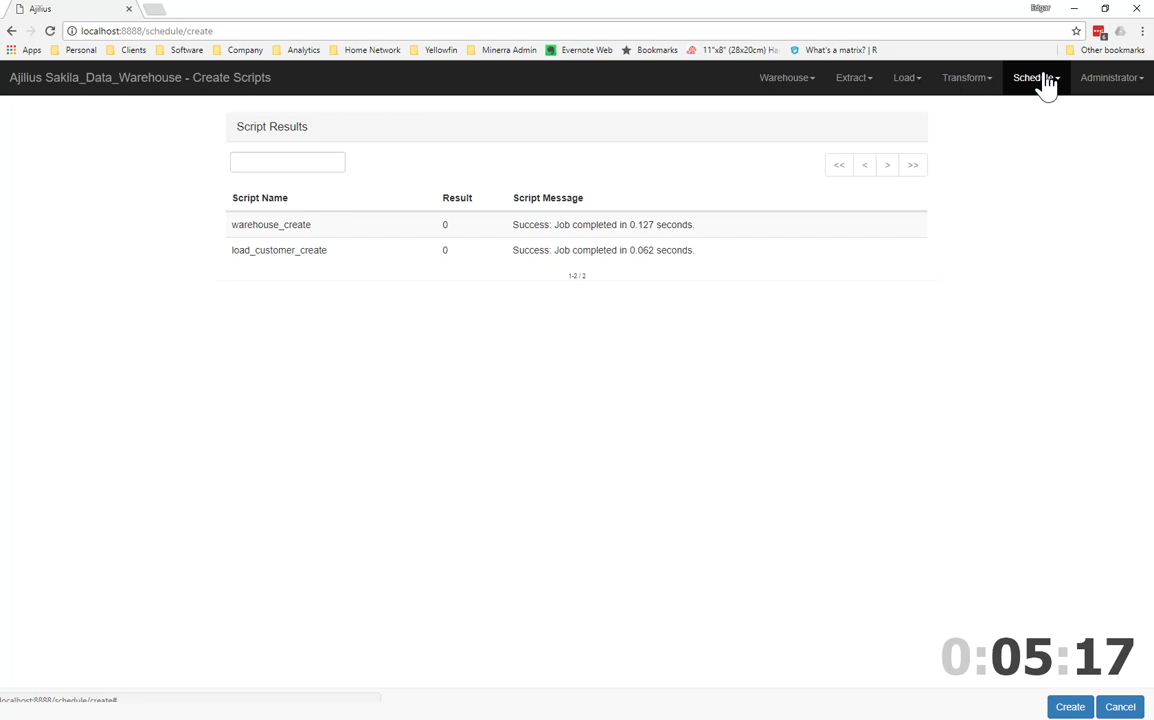 Ajilius
Edgar
localhost:8888/schedule/create
Apps Personal Clients Software Company Analytics Home Network Yellowfin Minerra Admin Evernote Web Bookmarks 11"x8" (28x20cm) Ha What's a matrix? | R Other bookmarks
Ajilius Sakila_Data_Warehouse - Create Scripts Warehouse Extract Load Transform Schedule Administrator
Script Results
<< < > >>
Script Name Result Script Message
warehouse_create 0 Success: Job completed in 0.127 seconds.
load_customer_create 0 Success: Job completed in 0.062 seconds.
1-2 / 2
0:05:17
localhost:8888/schedule/create#
Create Cancel